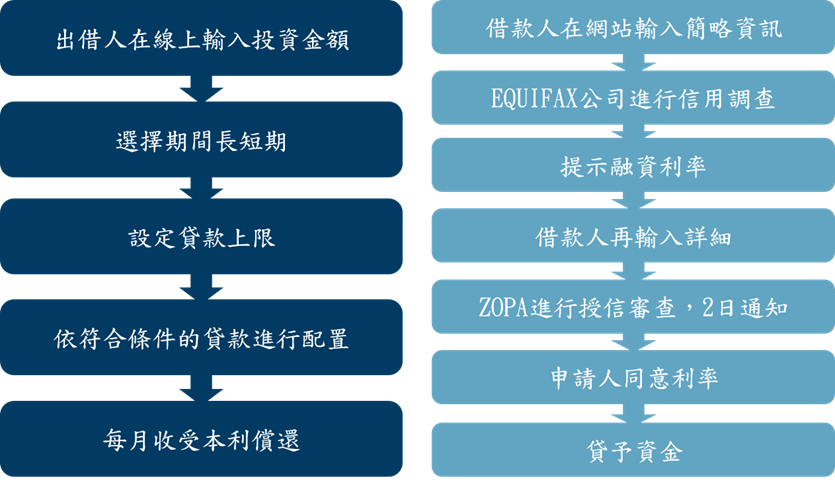 出借人在線上輸入投資金額
選擇期間長短期
設定貸款上限
依符合條件的貸款進行配置
每月收受本利償還
借款人在網站輸入簡略資訊
EQUIFAX公司進行信用調查
提示融資利率
借款人再輸入詳細
ZOPA進行授信審查，2日通知
申請人同意利率
貸予資金